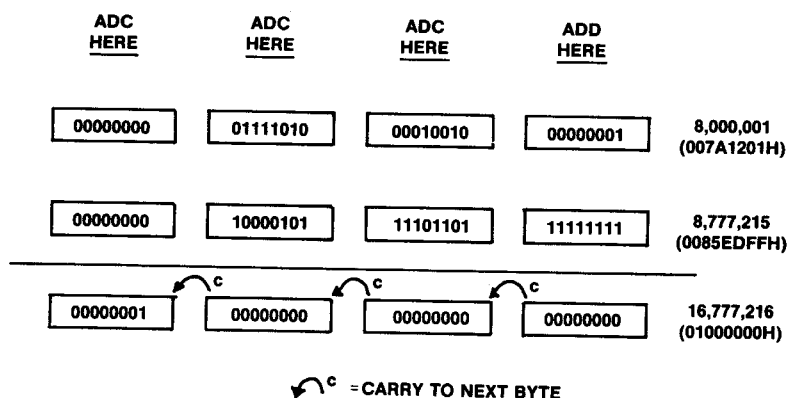 ADC ADC ADC ADD
HERE HERE HERE HERE
00000000 01111010 00010010 00000001 8,000,001
(007A1201H)
00000000 10000101 11101101 11111111 8,777,215
(0085EDFFH)
C C C
00000001 00000000 00000000 00000000 16,777,216
(01000000H)
C = CARRY TO NEXT BYTE